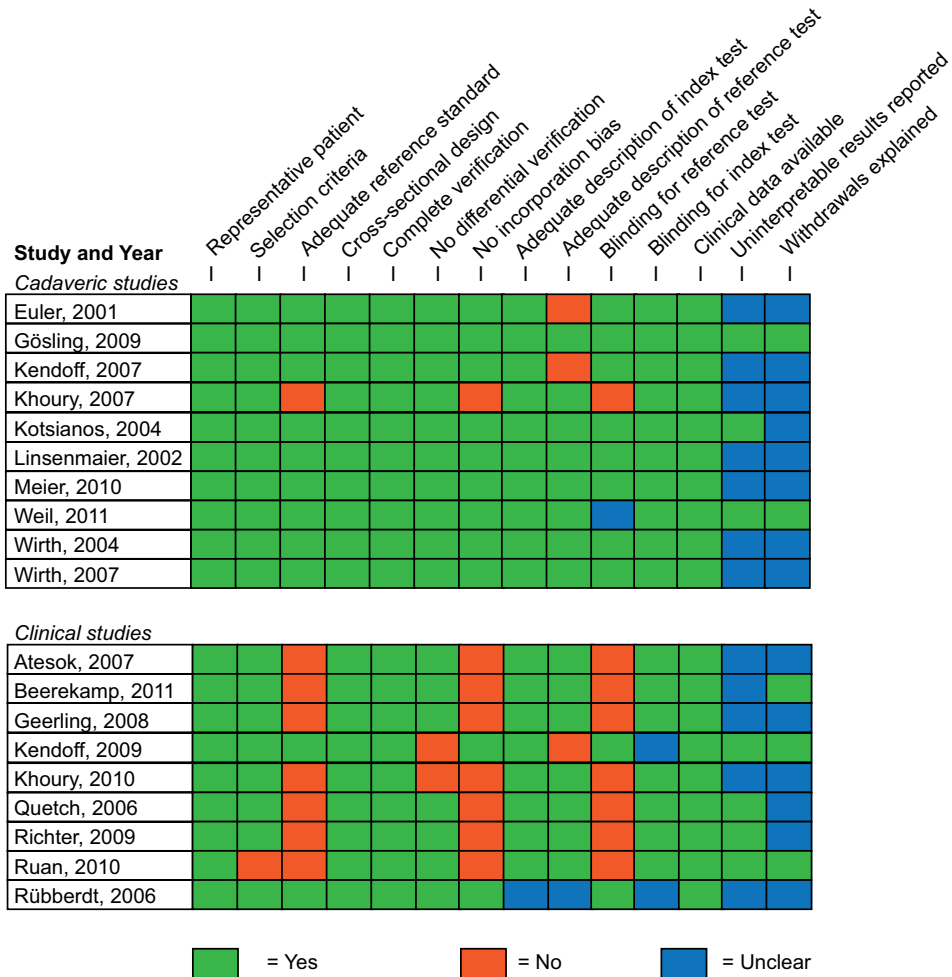 Representative patient
Selection criteria
Adequate reference standard
Cross-sectional design
Complete verification
No differential verification
No incorporation bias
Adequate description of index test
Adequate description of reference test
Blinding for reference test
Blinding for index test
Clinical data available
Uninterpretable results reported
Withdrawals explained
Study and Year
Cadaveric studies
Euler, 2001
Gösling, 2009
Kendoff, 2007
Khoury, 2007
Kotsianos, 2004
Linsenmaier, 2002
Meier, 2010
Weil, 2011
Wirth, 2004
Wirth, 2007
Clinical studies
Atesok, 2007
Beerekamp, 2011
Geerling, 2008
Kendoff, 2009
Khoury, 2010
Quetch, 2006
Richter, 2009
Ruan, 2010
Rübberdt, 2006
= Yes = No = Unclear